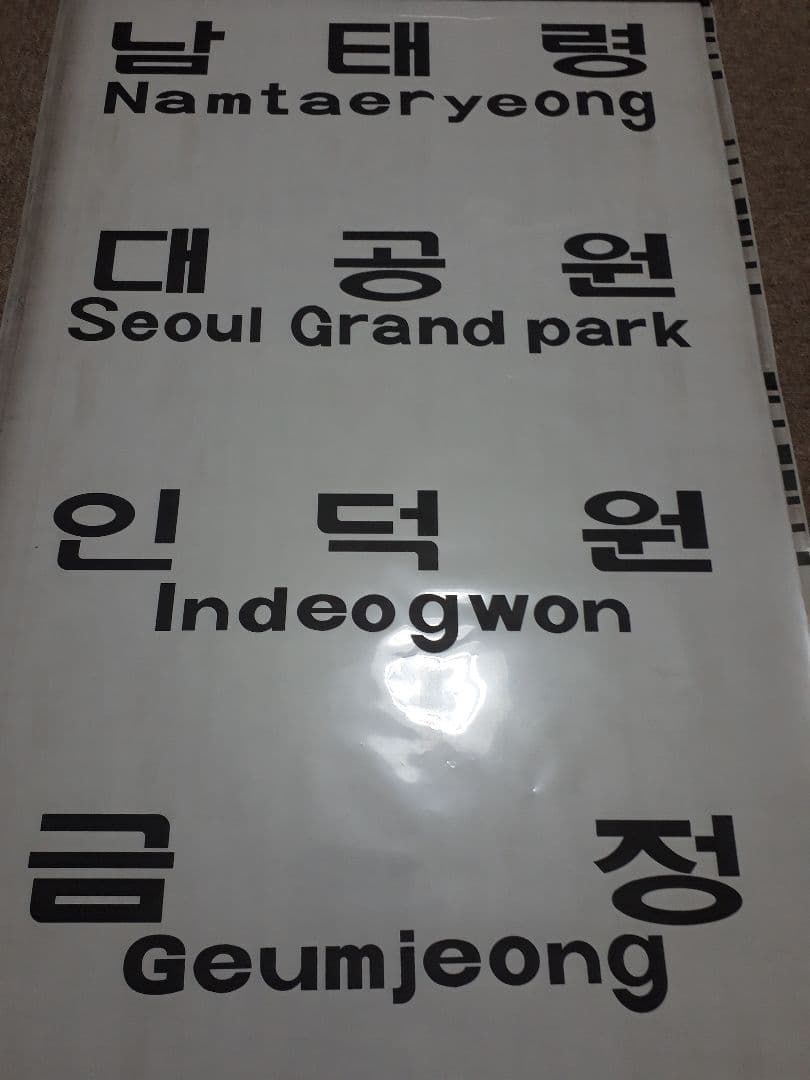 남 태 령
Namtaeryeong
대 공 원
Seoul Grand park
인 덕 원
Indeogwon
금 정
Geumjeong